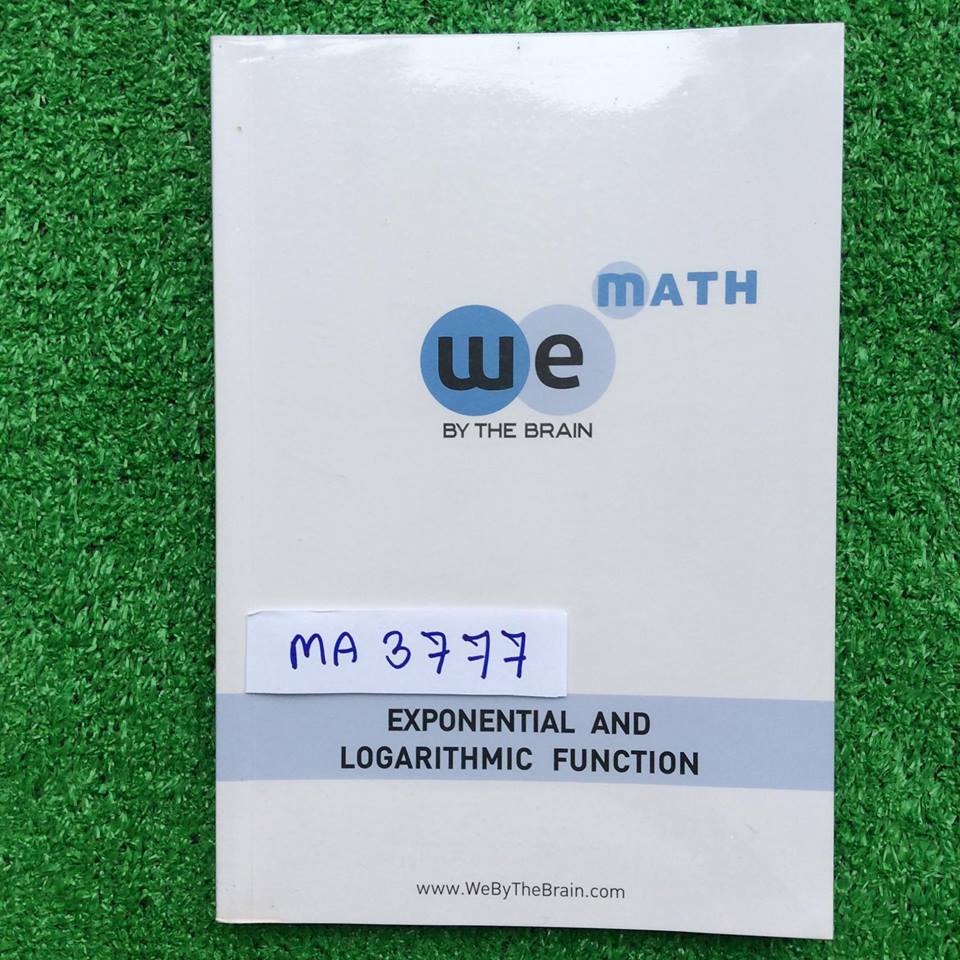 mATH
we
BY THE BRAIN
MA 3777
EXPONENTIAL AND
LOGARITHMIC FUNCTION
www.WeByTheBrain.com